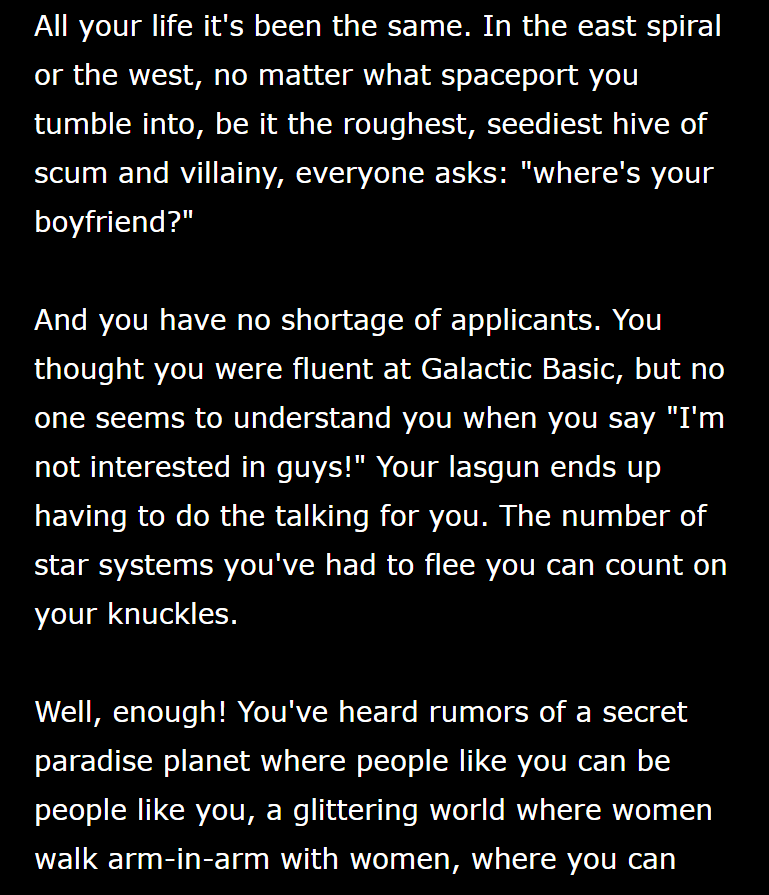 All your life it's been the same. In the east spiral
or the west, no matter what spaceport you
tumble into, be it the roughest, seediest hive of
scum and villainy, everyone asks: "where's your
boyfriend?"
And you have no shortage of applicants. You
thought you were fluent at Galactic Basic, but no
one seems to understand you when you say "I'm
not interested in guys!" Your lasgun ends up
having to do the talking for you. The number of
star systems you've had to flee you can count on
your knuckles.
Well, enough! You've heard rumors of a secret
paradise planet where people like you can be
people like you, a glittering world where women
walk arm-in-arm with women, where you can